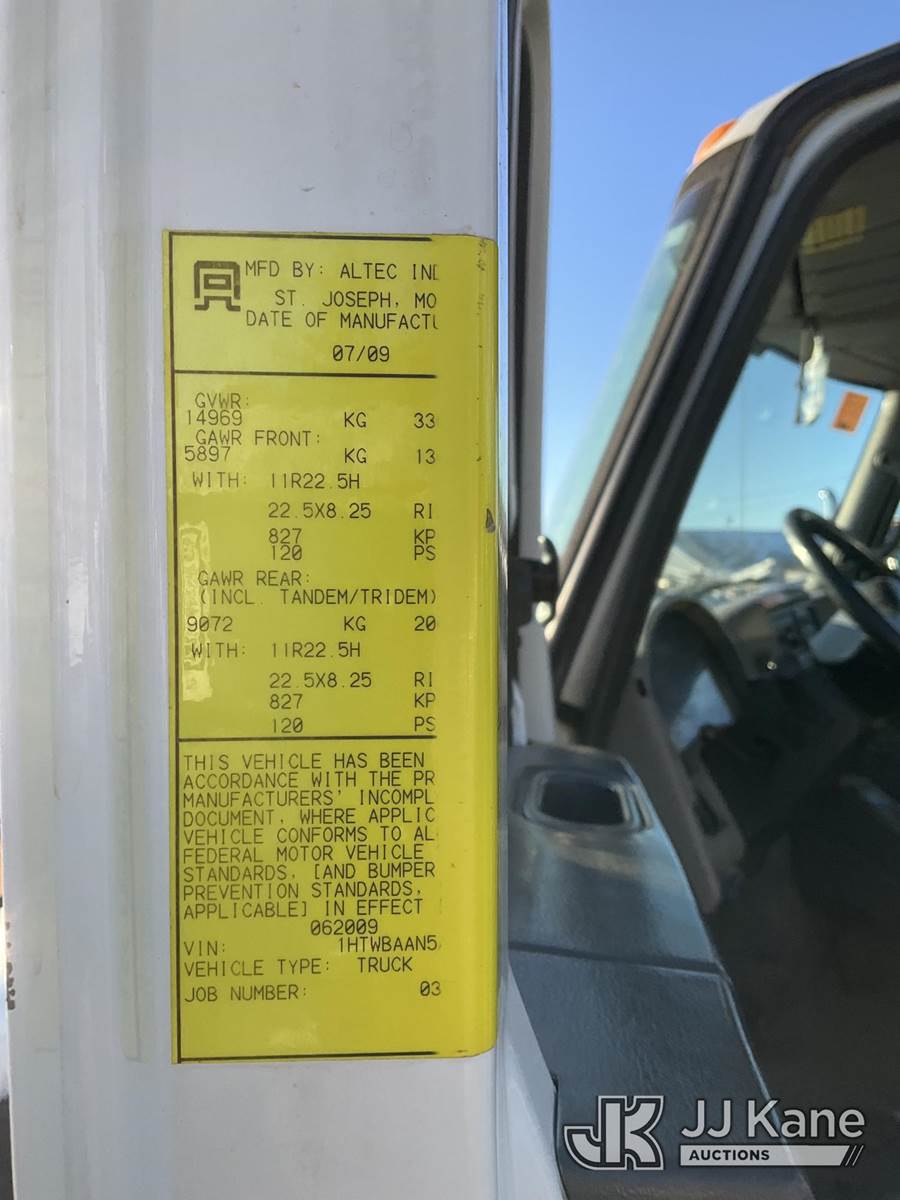 MFD BY: ALTEC IND
ST. JOSEPH, MO
DATE OF MANUFACTU
07/09
GVWR:
14969 KG 33
GAWR FRONT:
5897 KG 13
WITH: 11R22.5H
22.5X8.25 RI
827 KP
120 PS
GAWR REAR:
(INCL. TANDEM/TRIDEM)
9072 KG 20
WITH: 11R22.5H
22.5X8.25 RI
827 KP
120 PS
THIS VEHICLE HAS BEEN
ACCORDANCE WITH THE PR
MANUFACTURERS' INCOMPL
DOCUMENT, WHERE APPLIC
VEHICLE CONFORMS TO AL
FEDERAL MOTOR VEHICLE
STANDARDS, [AND BUMPER
PREVENTION STANDARDS,
APPLICABLE] IN EFFECT
062009
VIN: 1HTWBAAN5
VEHICLE TYPE: TRUCK
JOB NUMBER: 03
JK JJ Kane
AUCTIONS